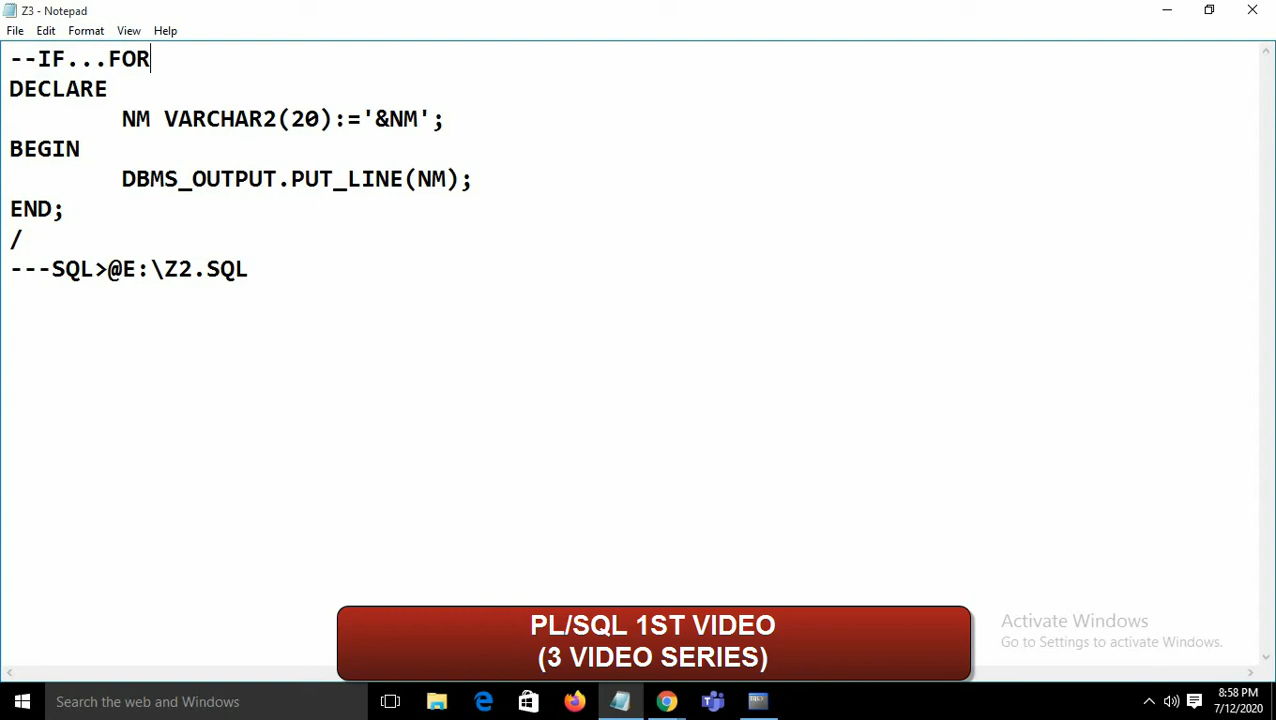 Z3 - Notepad
File Edit Format View Help
--IF...FOR
DECLARE
NM VARCHAR2(20):='&NM';
BEGIN
DBMS_OUTPUT.PUT_LINE(NM);
END;
/
---SQL>@E:\Z2.SQL
PL/SQL 1ST VIDEO
(3 VIDEO SERIES)
Activate Windows
Go to Settings to activate Windows.
Search the web and Windows
8:58 PM
7/12/2020